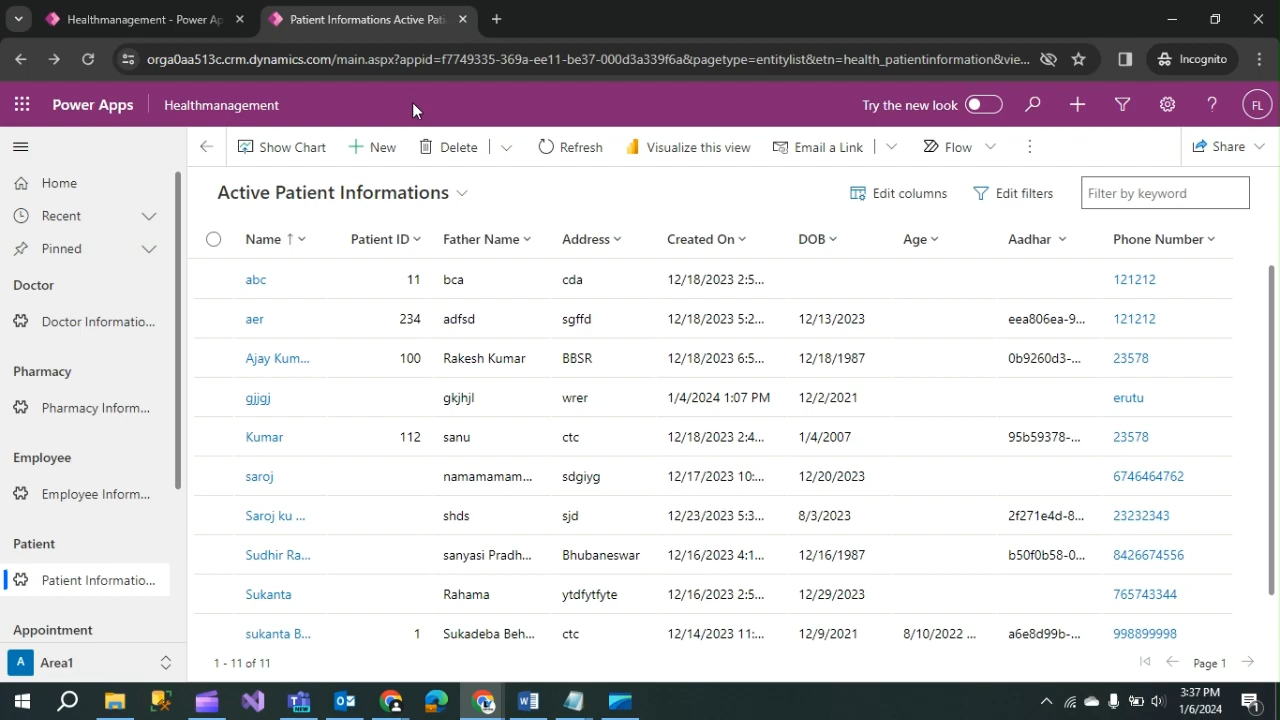 Healthmanagement - Power Ap
Patient Informations Active Pati
orga0aa513c.crm.dynamics.com/main.aspx?appid=f7749335-369a-ee11-be37-000d3a339f6a&pagetype=entitylist&etn=health_patientinformation&vie...
Incognito
Power Apps
Healthmanagement
Try the new look
?
FL
Show Chart
New
Delete
Refresh
Visualize this view
Email a Link
Flow
Share
Home
Recent
Pinned
Doctor
Doctor Informatio...
Pharmacy
Pharmacy Inform...
Employee
Employee Inform...
Patient
Patient Informatio...
Appointment
A Area1
Active Patient Informations
Edit columns
Edit filters
Filter by keyword
Name ↑ Patient ID Father Name Address Created On DOB Age Aadhar Phone Number
abc 11 bca cda 12/18/2023 2:5... 121212
aer 234 adfsd sgffd 12/18/2023 5:2... 12/13/2023 eea806ea-9... 121212
Ajay Kum... 100 Rakesh Kumar BBSR 12/18/2023 6:5... 12/18/1987 0b9260d3-... 23578
gjjgj gkjhjl wrer 1/4/2024 1:07 PM 12/2/2021 erutu
Kumar 112 sanu ctc 12/18/2023 2:4... 1/4/2007 95b59378-... 23578
saroj namamamam... sdgiyg 12/17/2023 10:... 12/20/2023 6746464762
Saroj ku ... shds sjd 12/23/2023 5:3... 8/3/2023 2f271e4d-8... 23232343
Sudhir Ra... sanyasi Pradh... Bhubaneswar 12/16/2023 4:1... 12/16/1987 b50f0b58-0... 8426674556
Sukanta Rahama ytdfytfyte 12/16/2023 2:5... 12/29/2023 765743344
sukanta B... 1 Sukadeba Beh... ctc 12/14/2023 11:... 12/9/2021 8/10/2022 ... a6e8d99b-... 998899998
1 - 11 of 11
Page 1
3:37 PM
1/6/2024